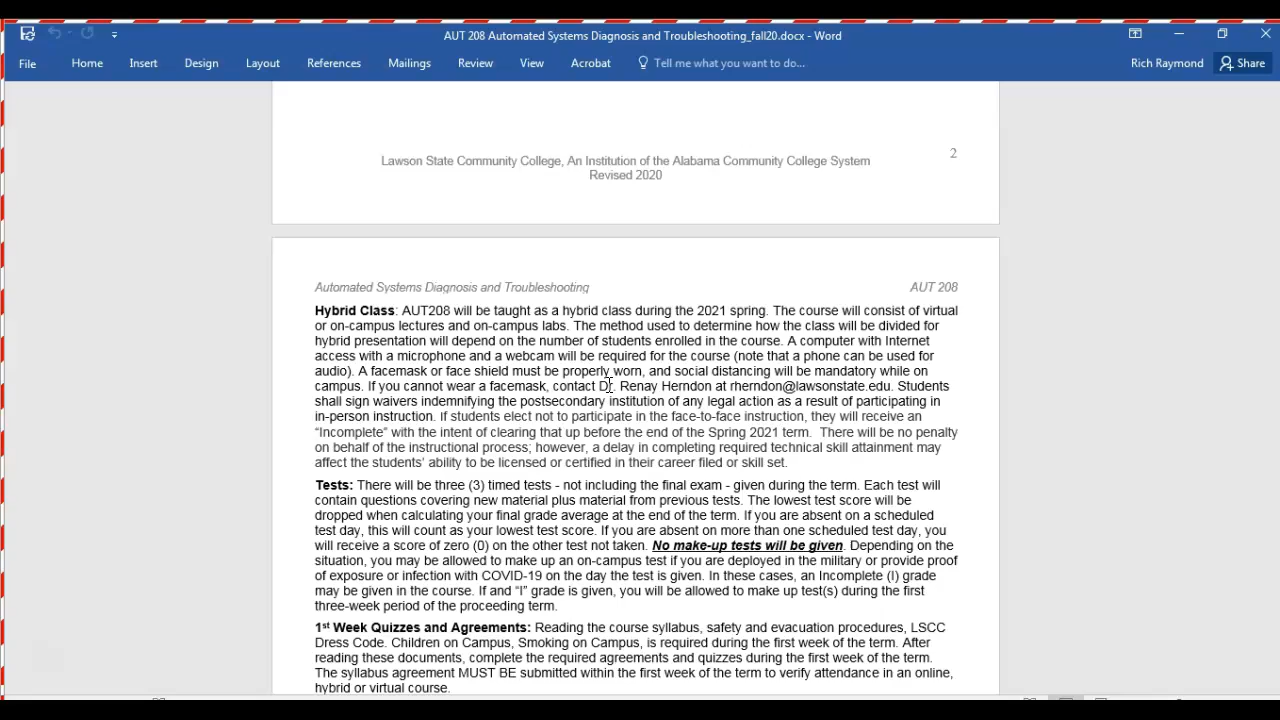 AUT 208 Automated Systems Diagnosis and Troubleshooting_fall20.docx - Word
File Home Insert Design Layout References Mailings Review View Acrobat Tell me what you want to do... Rich Raymond Share
2
Lawson State Community College, An Institution of the Alabama Community College System
Revised 2020
Automated Systems Diagnosis and Troubleshooting AUT 208
Hybrid Class: AUT208 will be taught as a hybrid class during the 2021 spring. The course will consist of virtual
or on-campus lectures and on-campus labs. The method used to determine how the class will be divided for
hybrid presentation will depend on the number of students enrolled in the course. A computer with Internet
access with a microphone and a webcam will be required for the course (note that a phone can be used for
audio). A facemask or face shield must be properly worn, and social distancing will be mandatory while on
campus. If you cannot wear a facemask, contact Dr. Renay Herndon at rherndon@lawsonstate.edu. Students
shall sign waivers indemnifying the postsecondary institution of any legal action as a result of participating in
in-person instruction. If students elect not to participate in the face-to-face instruction, they will receive an
“Incomplete” with the intent of clearing that up before the end of the Spring 2021 term. There will be no penalty
on behalf of the instructional process; however, a delay in completing required technical skill attainment may
affect the students’ ability to be licensed or certified in their career filed or skill set.
Tests: There will be three (3) timed tests - not including the final exam - given during the term. Each test will
contain questions covering new material plus material from previous tests. The lowest test score will be
dropped when calculating your final grade average at the end of the term. If you are absent on a scheduled
test day, this will count as your lowest test score. If you are absent on more than one scheduled test day, you
will receive a score of zero (0) on the other test not taken. No make-up tests will be given. Depending on the
situation, you may be allowed to make up an on-campus test if you are deployed in the military or provide proof
of exposure or infection with COVID-19 on the day the test is given. In these cases, an Incomplete (I) grade
may be given in the course. If and “I” grade is given, you will be allowed to make up test(s) during the first
three-week period of the proceeding term.
1st Week Quizzes and Agreements: Reading the course syllabus, safety and evacuation procedures, LSCC
Dress Code. Children on Campus, Smoking on Campus, is required during the first week of the term. After
reading these documents, complete the required agreements and quizzes during the first week of the term.
The syllabus agreement MUST BE submitted within the first week of the term to verify attendance in an online,
hybrid or virtual course.